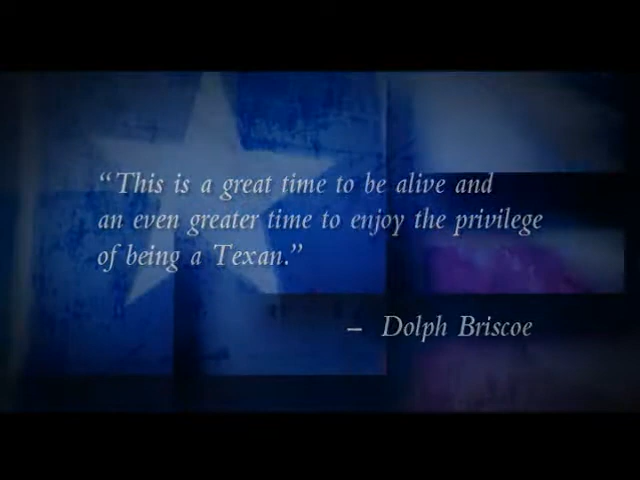 “This is a great time to be alive and
an even greater time to enjoy the privilege
of being a Texan.”
– Dolph Briscoe